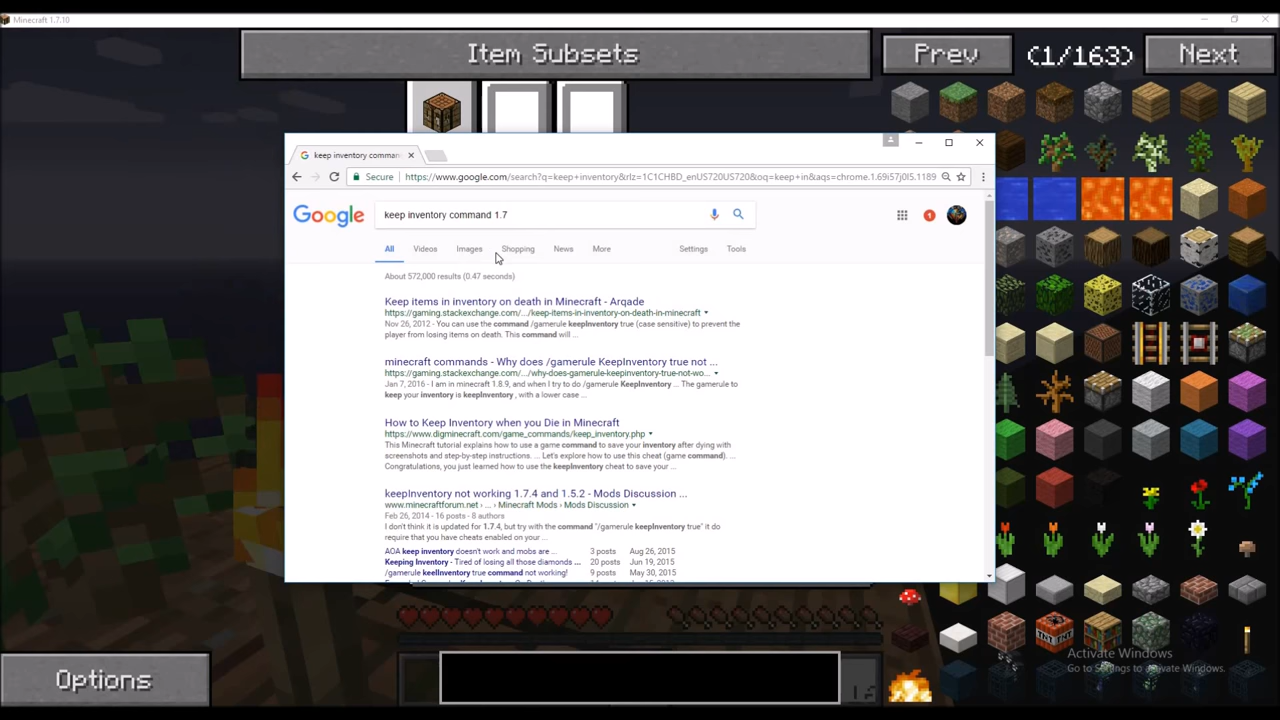 Minecraft 1.7.10
Item Subsets
Prev
(1/163)
Next
keep inventory comman
Secure
https://www.google.com/search?q=keep+inventory&rlz=1C1CHBD_enUS720US720&oq=keep+in&aqs=chrome.1.69i57j0l5.1189
Google
keep inventory command 1.7
1
All Videos Images Shopping News More Settings Tools
About 572,000 results (0.47 seconds)
Keep items in inventory on death in Minecraft - Arqade
https://gaming.stackexchange.com/.../keep-items-in-inventory-on-death-in-minecraft
Nov 26, 2012 - You can use the command /gamerule keepInventory true (case sensitive) to prevent the
player from losing items on death. This command will ...
minecraft commands - Why does /gamerule KeepInventory true not ...
https://gaming.stackexchange.com/.../why-does-gamerule-keepinventory-true-not-wo...
Jan 7, 2016 - I am in minecraft 1.8.9, and when I try to do /gamerule KeepInventory ... The gamerule to
keep your inventory is keepInventory , with a lower case ...
How to Keep Inventory when you Die in Minecraft
https://www.digminecraft.com/game_commands/keep_inventory.php
This Minecraft tutorial explains how to use a game command to save your inventory after dying with
screenshots and step-by-step instructions. ... Let's explore how to use this cheat (game command). ...
Congratulations, you just learned how to use the keepInventory cheat to save your ...
keepInventory not working 1.7.4 and 1.5.2 - Mods Discussion ...
www.minecraftforum.net › ... › Minecraft Mods › Mods Discussion
Feb 26, 2014 - 16 posts - 8 authors
I don't think it is updated for 1.7.4, but try with the command "/gamerule keepInventory true" it do
require that you have cheats enabled on your ...
AOA keep inventory doesn't work and mobs are ... 3 posts Aug 26, 2015
Keeping Inventory - Tired of losing all those diamonds ... 20 posts Jun 19, 2015
/gamerule keelInventory true command not working! 9 posts May 30, 2015
TNT
Activate Windows
Go to Settings to activate Windows.
Options